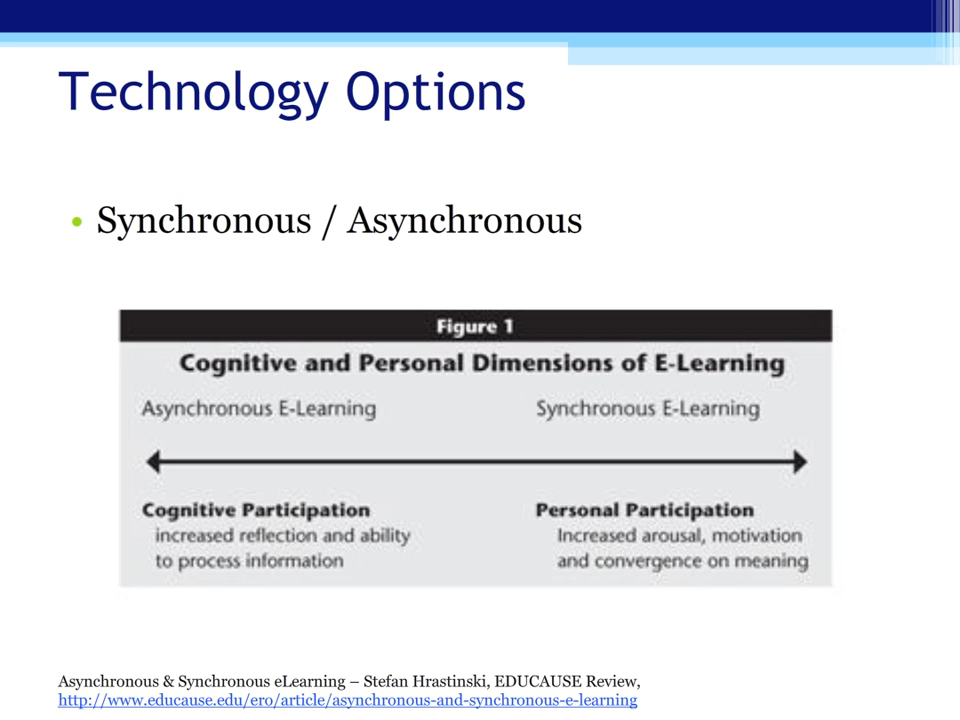 Technology Options
• Synchronous / Asynchronous
Figure 1
Cognitive and Personal Dimensions of E-Learning
Asynchronous E-Learning
Synchronous E-Learning
Cognitive Participation
increased reflection and ability
to process information
Personal Participation
Increased arousal, motivation
and convergence on meaning
Asynchronous & Synchronous eLearning – Stefan Hrastinski, EDUCAUSE Review,
http://www.educause.edu/ero/article/asynchronous-and-synchronous-e-learning